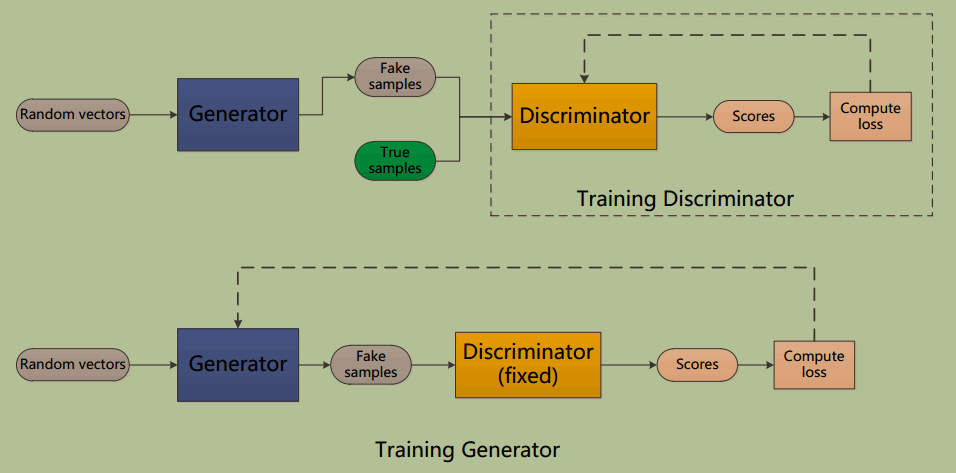 Random vectors
Generator
Fake
samples
True
samples
Discriminator
Scores
Compute
loss
Training Discriminator
Random vectors
Generator
Fake
samples
Discriminator
(fixed)
Scores
Compute
loss
Training Generator